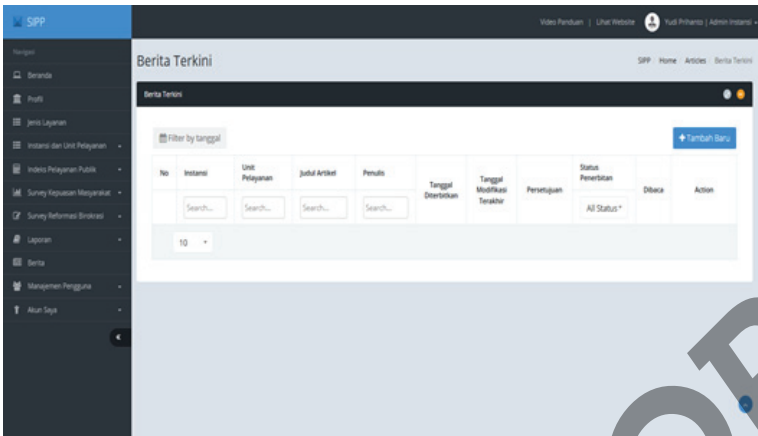 SIPP
Video Panduan | Lihat Website Yudi Prihanto | Admin Instansi
Navigasi
Beranda
Profil
Jenis Layanan
Instansi dan Unit Pelayanan
Indeks Pelayanan Publik
Survey Kepuasan Masyarakat
Survey Reformasi Birokrasi
Laporan
Berita
Manajemen Pengguna
Akun Saya
Berita Terkini
SIPP / Home / Articles / Berita Terkini
Berita Terkini
Filter by tanggal
+Tambah Baru
No
Instansi
Unit
Pelayanan
Judul Artikel
Penulis
Tanggal
Diterbitkan
Tanggal
Modifikasi
Terakhir
Persetujuan
Status
Penerbitan
Dibaca
Action
Search...
Search...
Search...
Search...
All Status
10